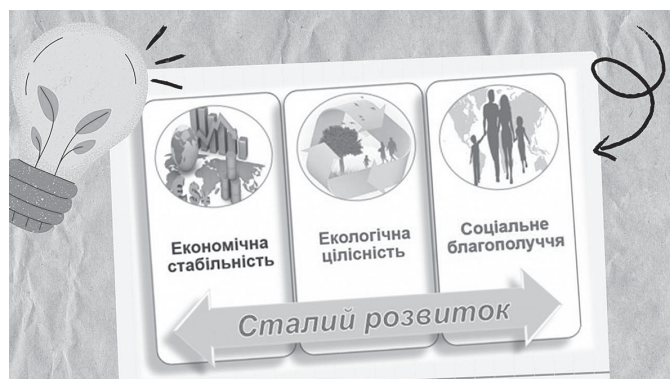 Економічна
стабільність
Екологічна
цілісність
Соціальне
благополуччя
Сталий розвиток